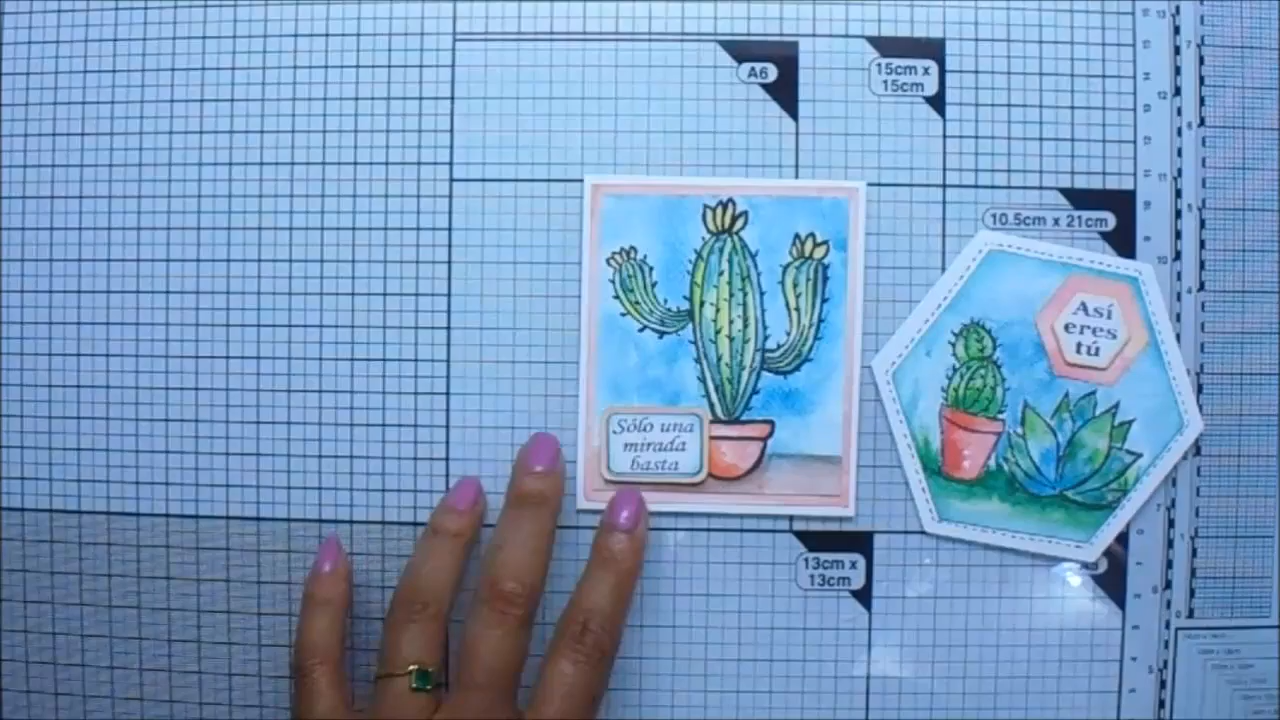 A6
15cm x
15cm
10.5cm x 21cm
Así
eres
tú
Sólo una
mirada
basta
13cm x
13cm